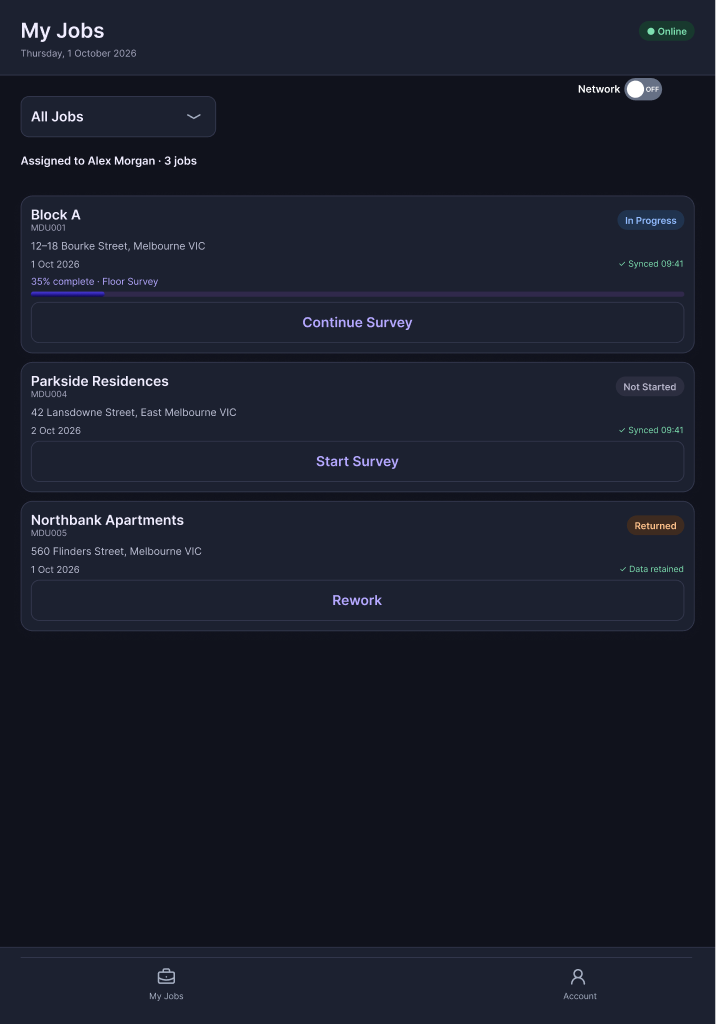 My Jobs
Online
Thursday, 1 October 2026
Network OFF
All Jobs
Assigned to Alex Morgan · 3 jobs
Block A
MDU001
In Progress
12–18 Bourke Street, Melbourne VIC
1 Oct 2026
✓ Synced 09:41
35% complete · Floor Survey
Continue Survey
Parkside Residences
MDU004
Not Started
42 Lansdowne Street, East Melbourne VIC
2 Oct 2026
✓ Synced 09:41
Start Survey
Northbank Apartments
MDU005
Returned
560 Flinders Street, Melbourne VIC
1 Oct 2026
✓ Data retained
Rework
My Jobs
Account